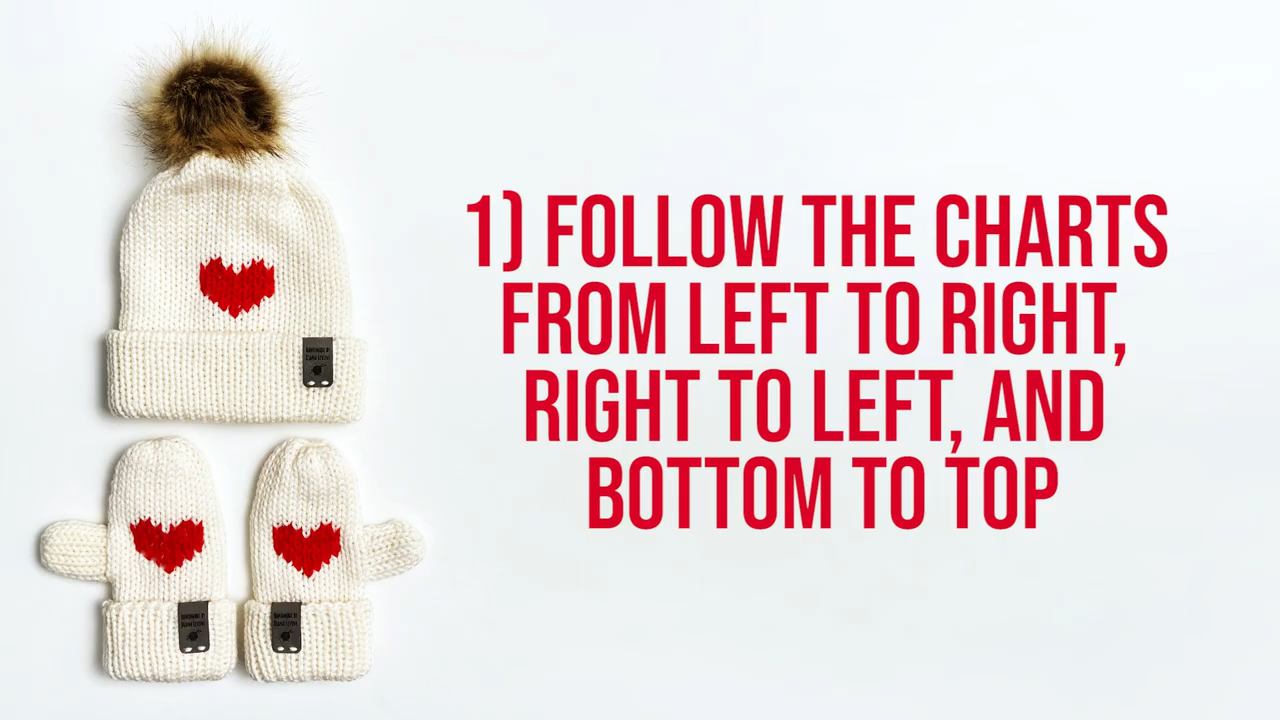 1) FOLLOW THE CHARTS
FROM LEFT TO RIGHT,
RIGHT TO LEFT, AND
BOTTOM TO TOP